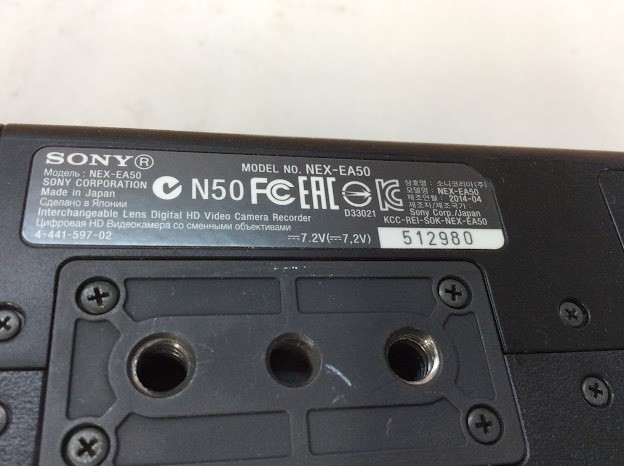 SONY®
MODEL NO. NEX-EA50
Модель : NEX-EA50
SONY CORPORATION
Made in Japan
Сделано в Японии
Interchangeable Lens Digital HD Video Camera Recorder
Цифровая HD Видеокамера со сменными объективами
4-441-597-02
N50 FC EAC
D33021
7.2V( 7,2V)
상호명 : 소니코리아(주)
모델명 : NEX-EA50
제조연월 : 2014-04
제조자/제조국가
Sony Corp./Japan
KCC-REI-SOK-NEX-EA50
512980